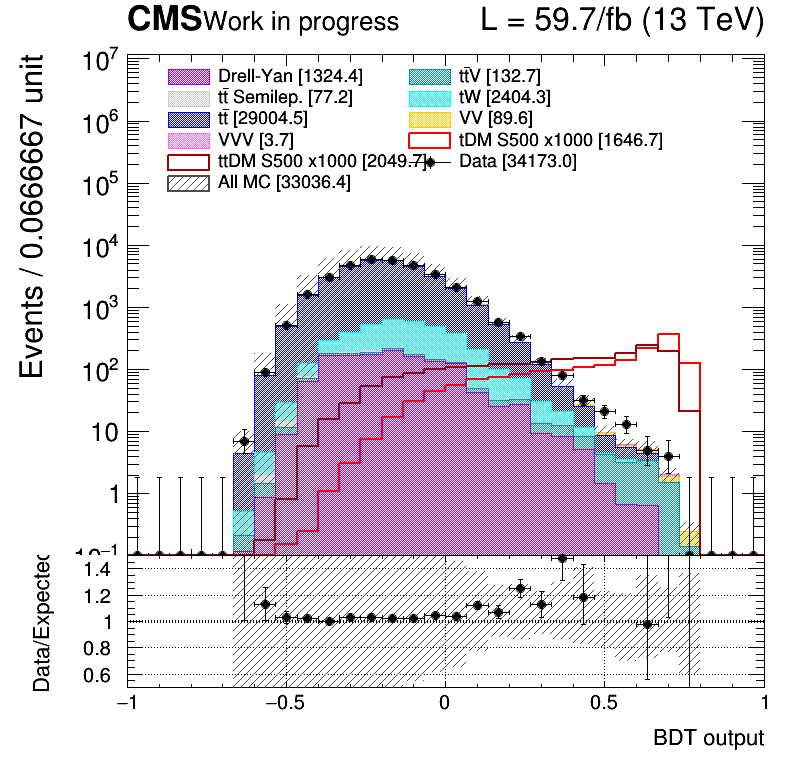 CMS Work in progress L = 59.7/fb (13 TeV)
Events / 0.0666667 unit
10⁷
10⁶
10⁵
10⁴
10³
10²
10
1
10⁻¹
Drell-Yan [1324.4] tt̄V [132.7]
tt̄ Semilep. [77.2] tW [2404.3]
tt̄ [29004.5] VV [89.6]
VVV [3.7] tDM S500 x1000 [1646.7]
ttDM S500 x1000 [2049.7] Data [34173.0]
All MC [33036.4]
Data/Expected
1.4
1.2
1
0.8
0.6
−1 −0.5 0 0.5 1
BDT output